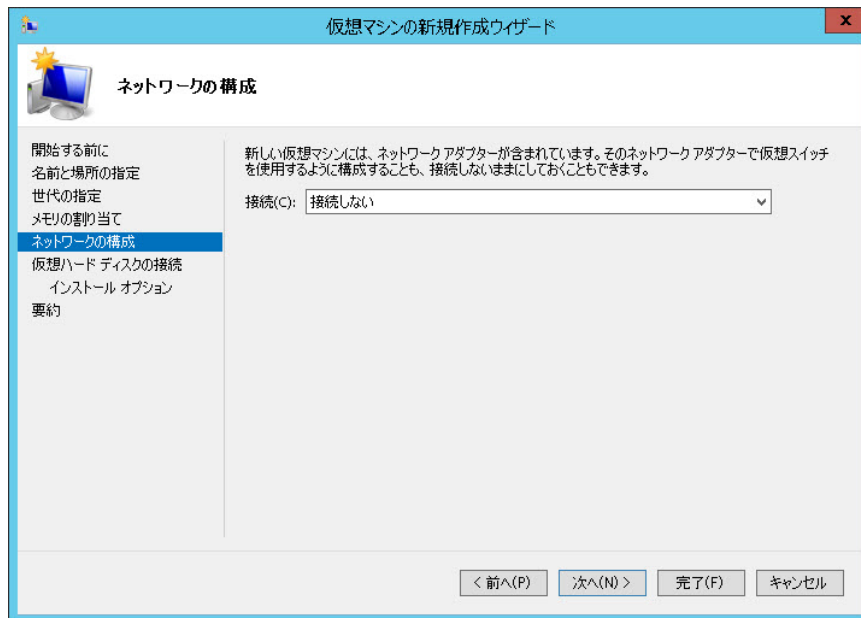 仮想マシンの新規作成ウィザード
x
ネットワークの構成
開始する前に
名前と場所の指定
世代の指定
メモリの割り当て
ネットワークの構成
仮想ハード ディスクの接続
インストール オプション
要約
新しい仮想マシンには、ネットワーク アダプターが含まれています。そのネットワーク アダプターで仮想スイッチ
を使用するように構成することも、接続しないままにしておくこともできます。
接続(C): 接続しない
< 前へ(P) 次へ(N) > 完了(F) キャンセル